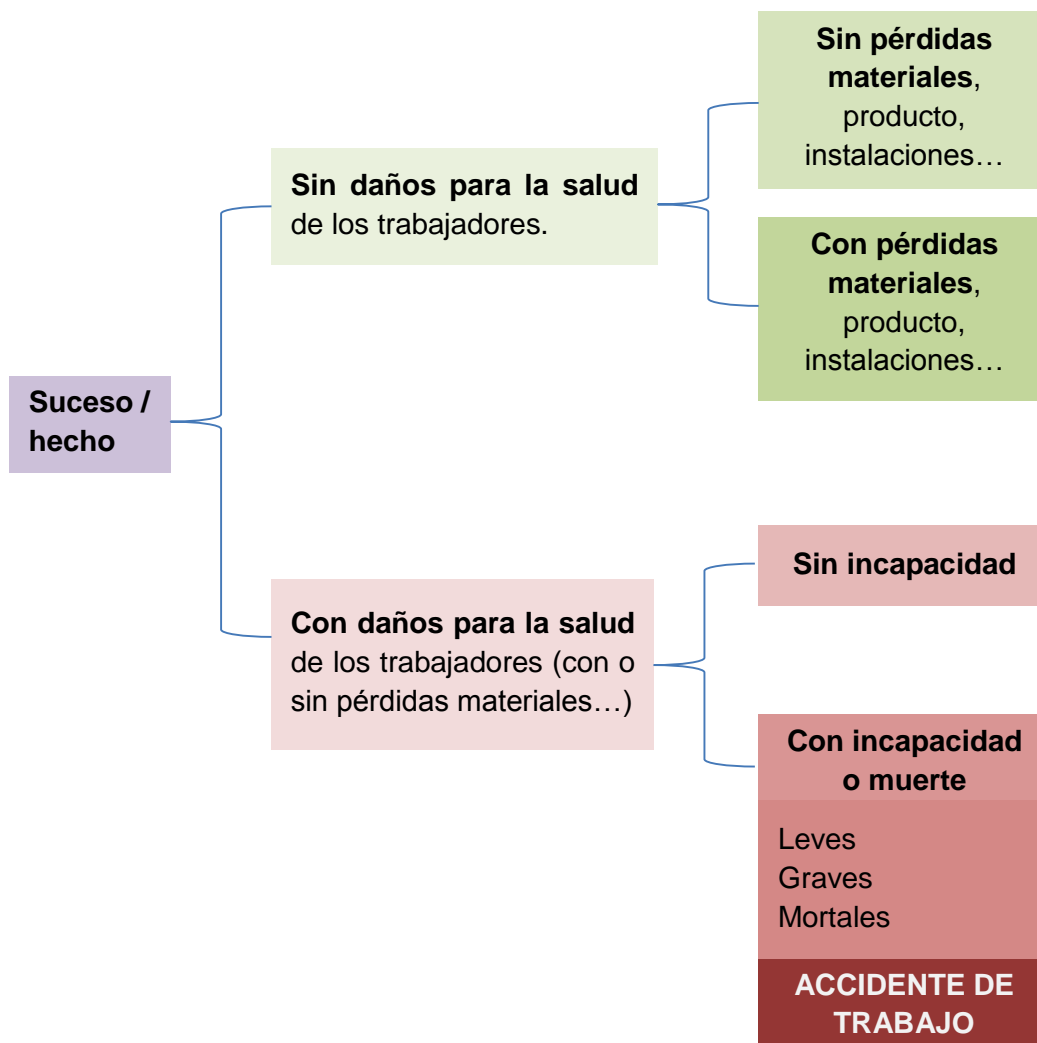 Sin pérdidas
materiales,
producto,
instalaciones…
Sin daños para la salud
de los trabajadores.
Con pérdidas
materiales,
producto,
instalaciones…
Suceso /
hecho
Sin incapacidad
Con daños para la salud
de los trabajadores (con o
sin pérdidas materiales…)
Con incapacidad
o muerte
Leves
Graves
Mortales
ACCIDENTE DE
TRABAJO